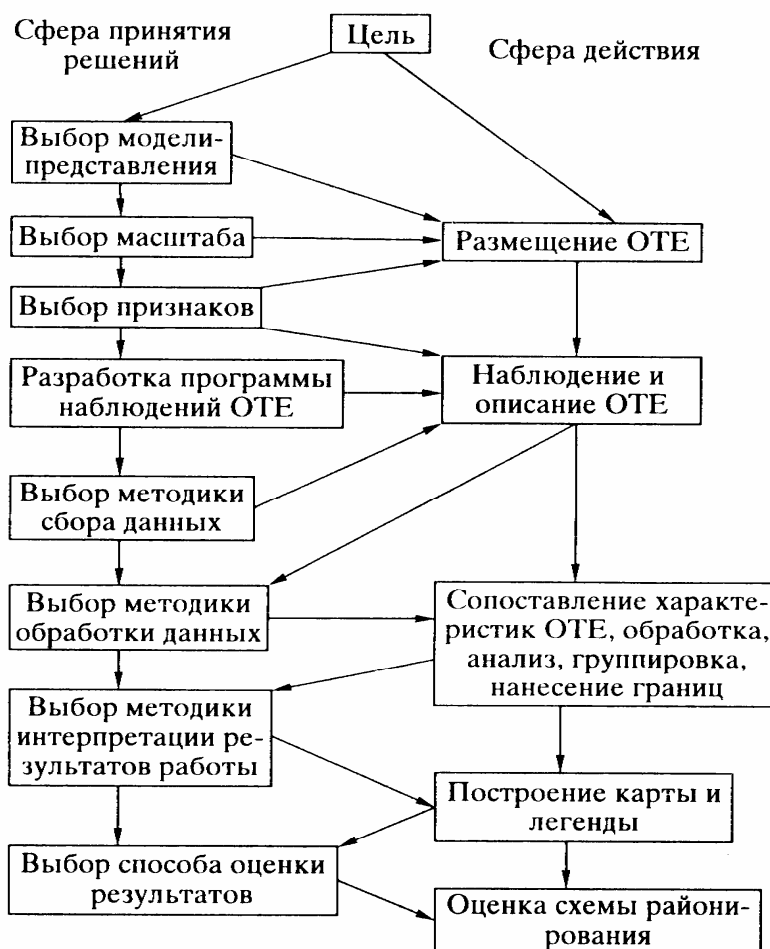 Сфера принятия
решений
Цель
Сфера действия
Выбор модели-
представления
Выбор масштаба
Размещение ОТЕ
Выбор признаков
Разработка программы
наблюдений ОТЕ
Наблюдение и
описание ОТЕ
Выбор методики
сбора данных
Выбор методики
обработки данных
Сопоставление характе-
ристик ОТЕ, обработка,
анализ, группировка,
нанесение границ
Выбор методики
интерпретации ре-
зультатов работы
Построение карты и
легенды
Выбор способа оценки
результатов
Оценка схемы райони-
рования